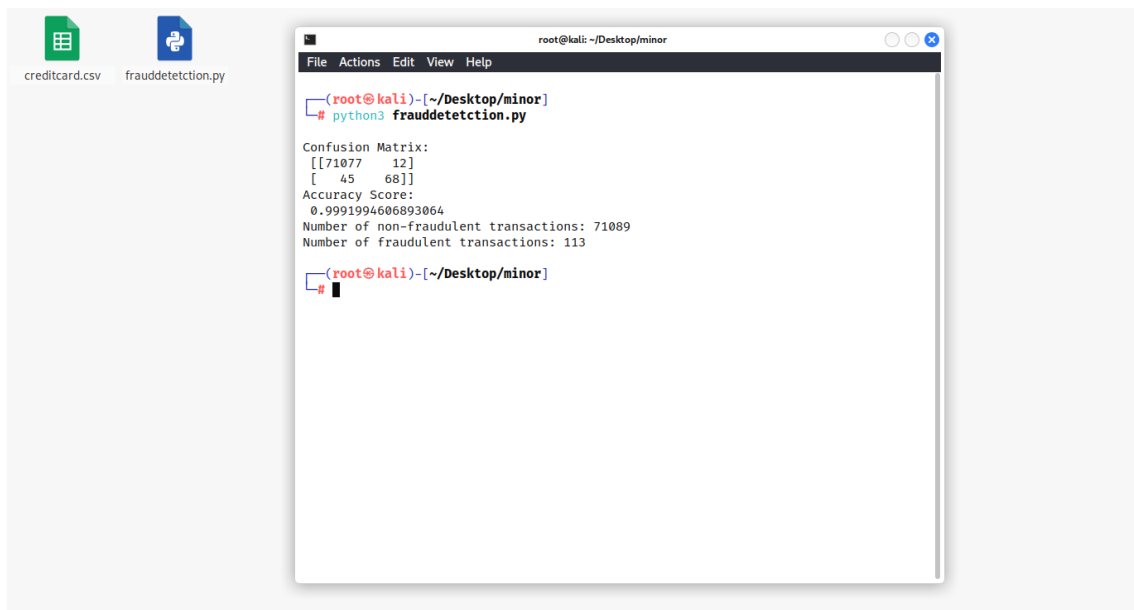 creditcard.csv
frauddetetction.py
root@kali: ~/Desktop/minor
File Actions Edit View Help
┌──(root㉿kali)-[~/Desktop/minor]
└─# python3 frauddetetction.py
Confusion Matrix:
[[71077 12]
[ 45 68]]
Accuracy Score:
0.9991994606893064
Number of non-fraudulent transactions: 71089
Number of fraudulent transactions: 113
┌──(root㉿kali)-[~/Desktop/minor]
└─#